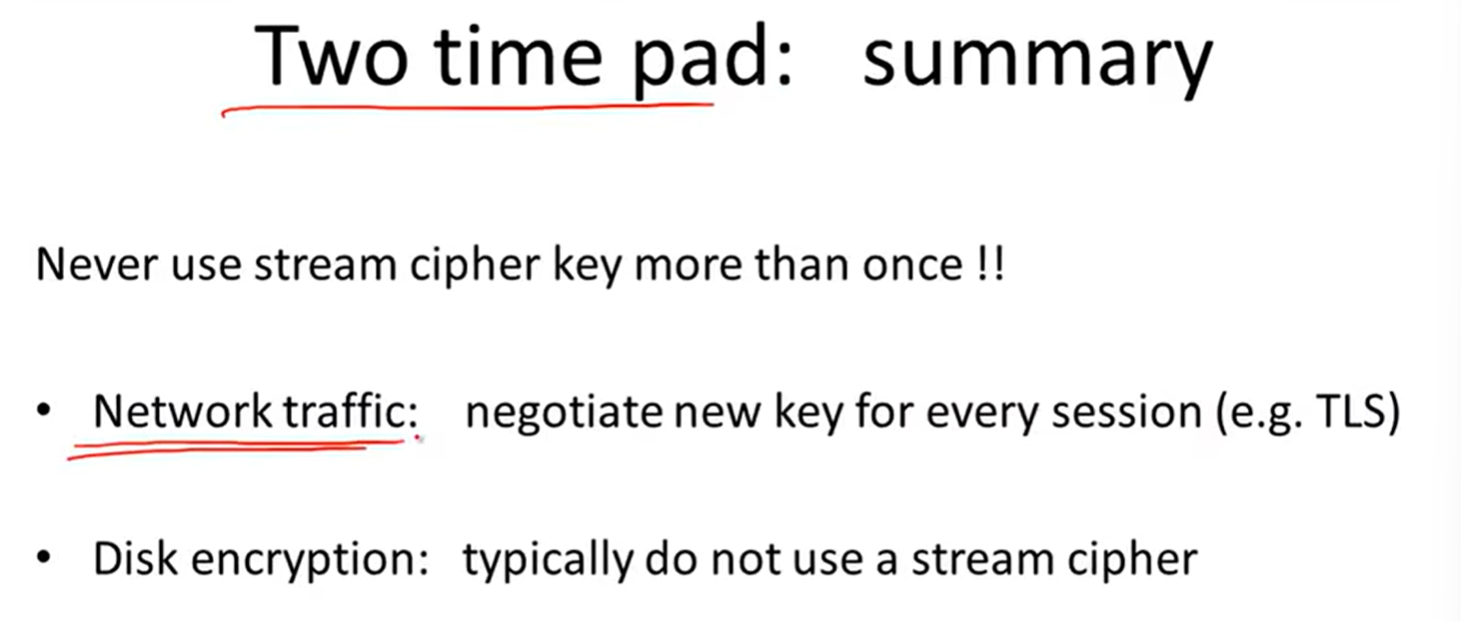 Two time pad: summary
Never use stream cipher key more than once !!
• Network traffic: negotiate new key for every session (e.g. TLS)
• Disk encryption: typically do not use a stream cipher